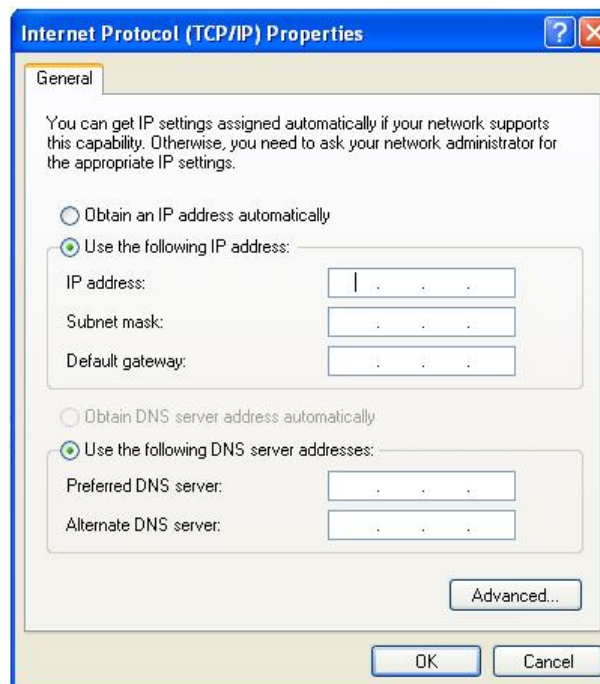 Internet Protocol (TCP/IP) Properties
General
You can get IP settings assigned automatically if your network supports
this capability. Otherwise, you need to ask your network administrator for
the appropriate IP settings.
Obtain an IP address automatically
Use the following IP address:
IP address:
Subnet mask:
Default gateway:
Obtain DNS server address automatically
Use the following DNS server addresses:
Preferred DNS server:
Alternate DNS server:
Advanced...
OK Cancel